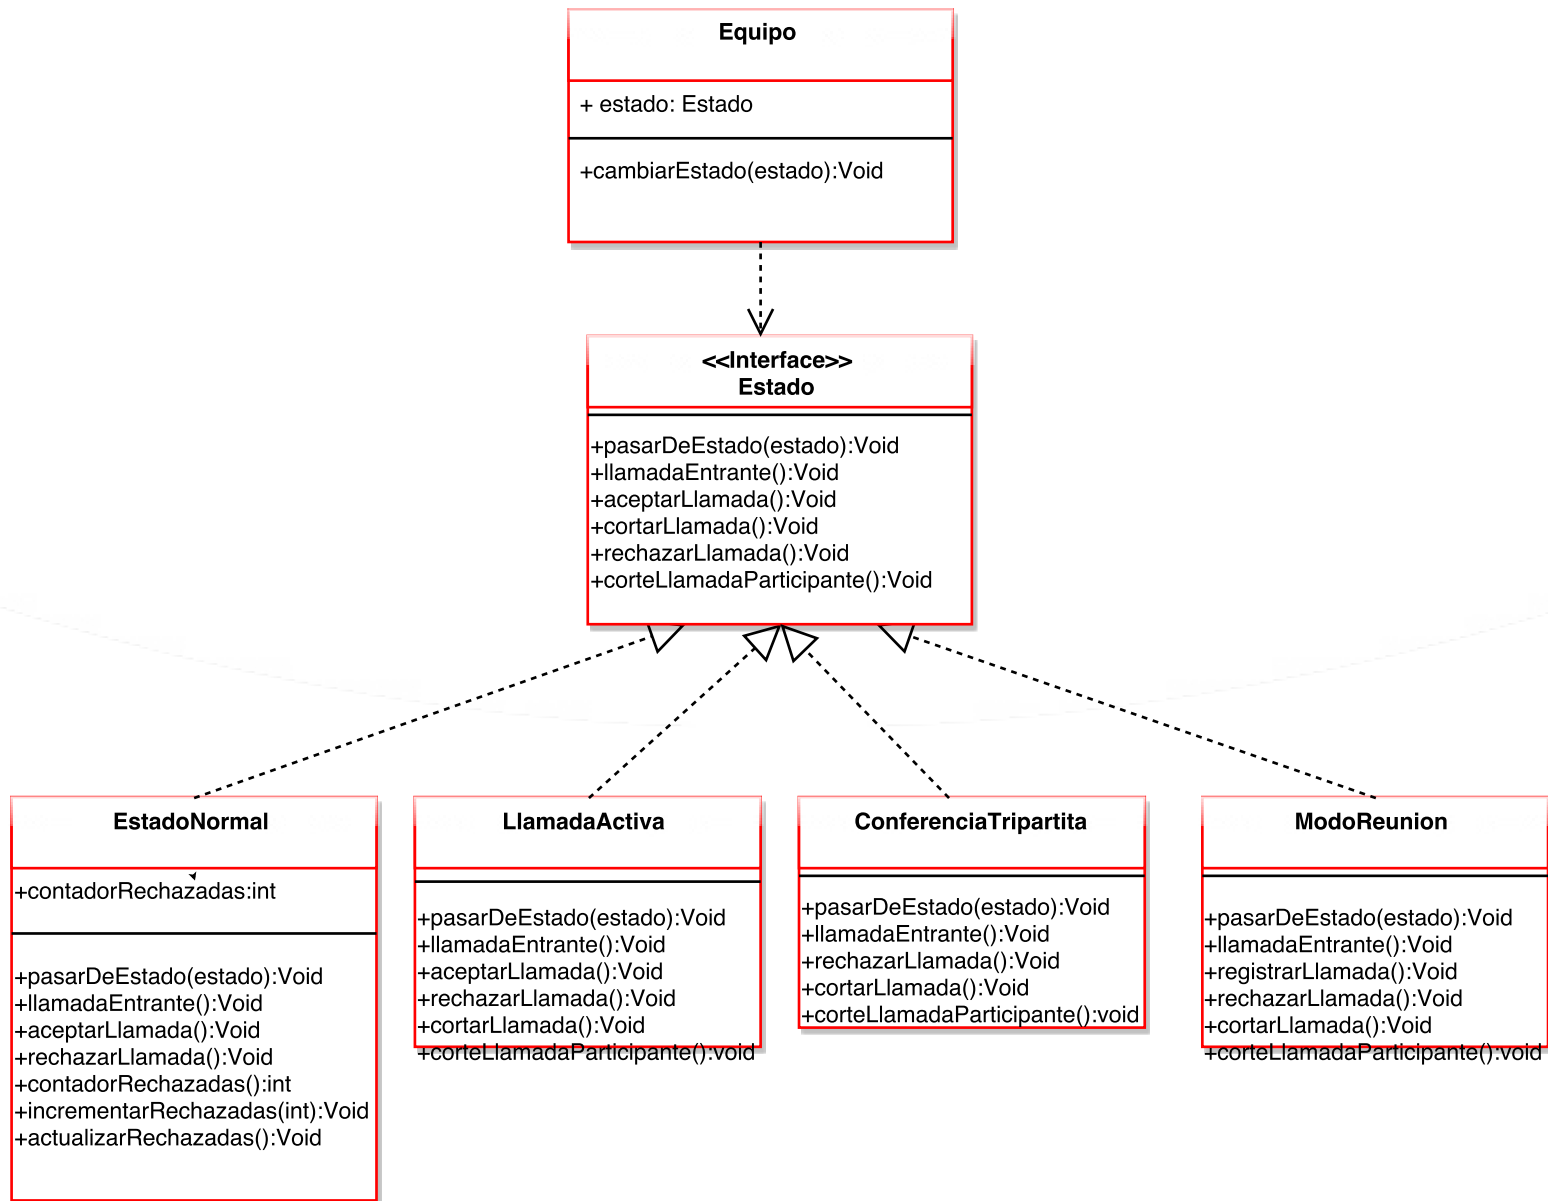 Equipo
+ estado: Estado
+cambiarEstado(estado):Void
<<Interface>>
Estado
+pasarDeEstado(estado):Void
+llamadaEntrante():Void
+aceptarLlamada():Void
+cortarLlamada():Void
+rechazarLlamada():Void
+corteLlamadaParticipante():Void
EstadoNormal
+contadorRechazadas:int
+pasarDeEstado(estado):Void
+llamadaEntrante():Void
+aceptarLlamada():Void
+rechazarLlamada():Void
+contadorRechazadas():int
+incrementarRechazadas(int):Void
+actualizarRechazadas():Void
LlamadaActiva
+pasarDeEstado(estado):Void
+llamadaEntrante():Void
+aceptarLlamada():Void
+rechazarLlamada():Void
+cortarLlamada():Void
+corteLlamadaParticipante():void
ConferenciaTripartita
+pasarDeEstado(estado):Void
+llamadaEntrante():Void
+rechazarLlamada():Void
+cortarLlamada():Void
+corteLlamadaParticipante():void
ModoReunion
+pasarDeEstado(estado):Void
+llamadaEntrante():Void
+registrarLlamada():Void
+rechazarLlamada():Void
+cortarLlamada():Void
+corteLlamadaParticipante():void